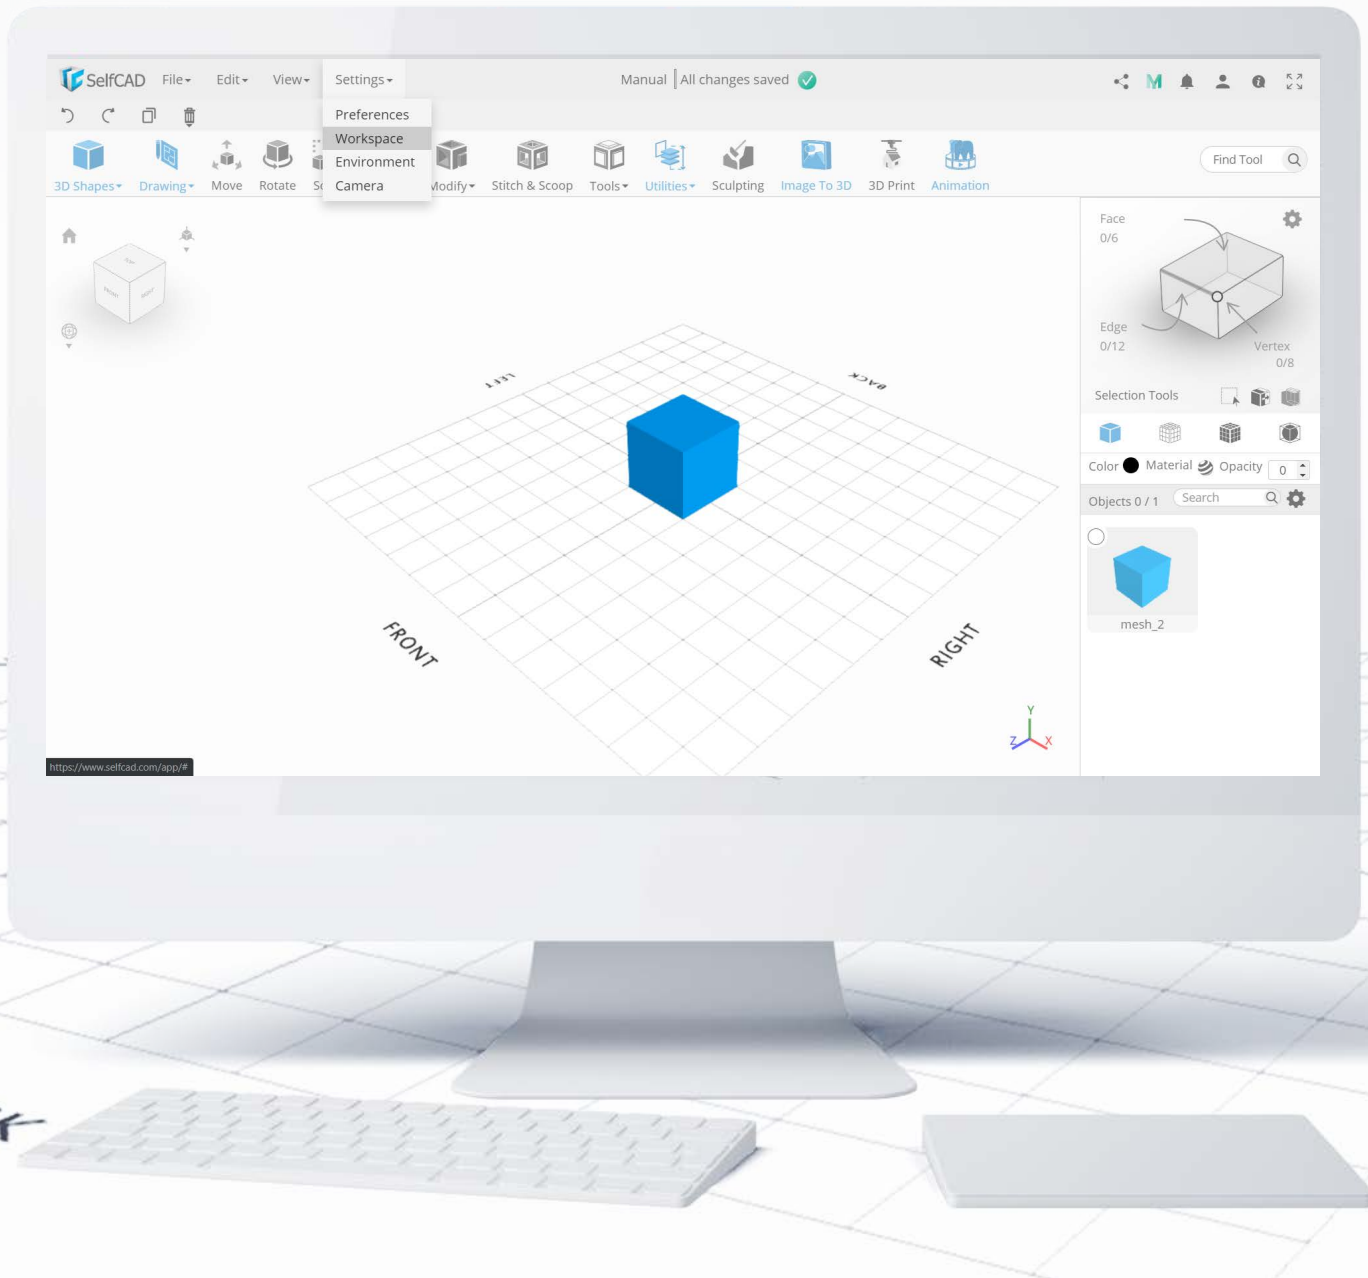 SelfCAD File Edit View Settings Manual All changes saved
Preferences
Workspace
Environment
Camera
3D Shapes Drawing Move Rotate Modify Stitch & Scoop Tools Utilities Sculpting Image To 3D 3D Print Animation
Find Tool
TOP
FRONT RIGHT
LEFT
BACK
FRONT
RIGHT
Y
Z X
Face
0/6
Edge
0/12
Vertex
0/8
Selection Tools
Color Material Opacity 0
Objects 0 / 1 Search
mesh_2
https://www.selfcad.com/app/#